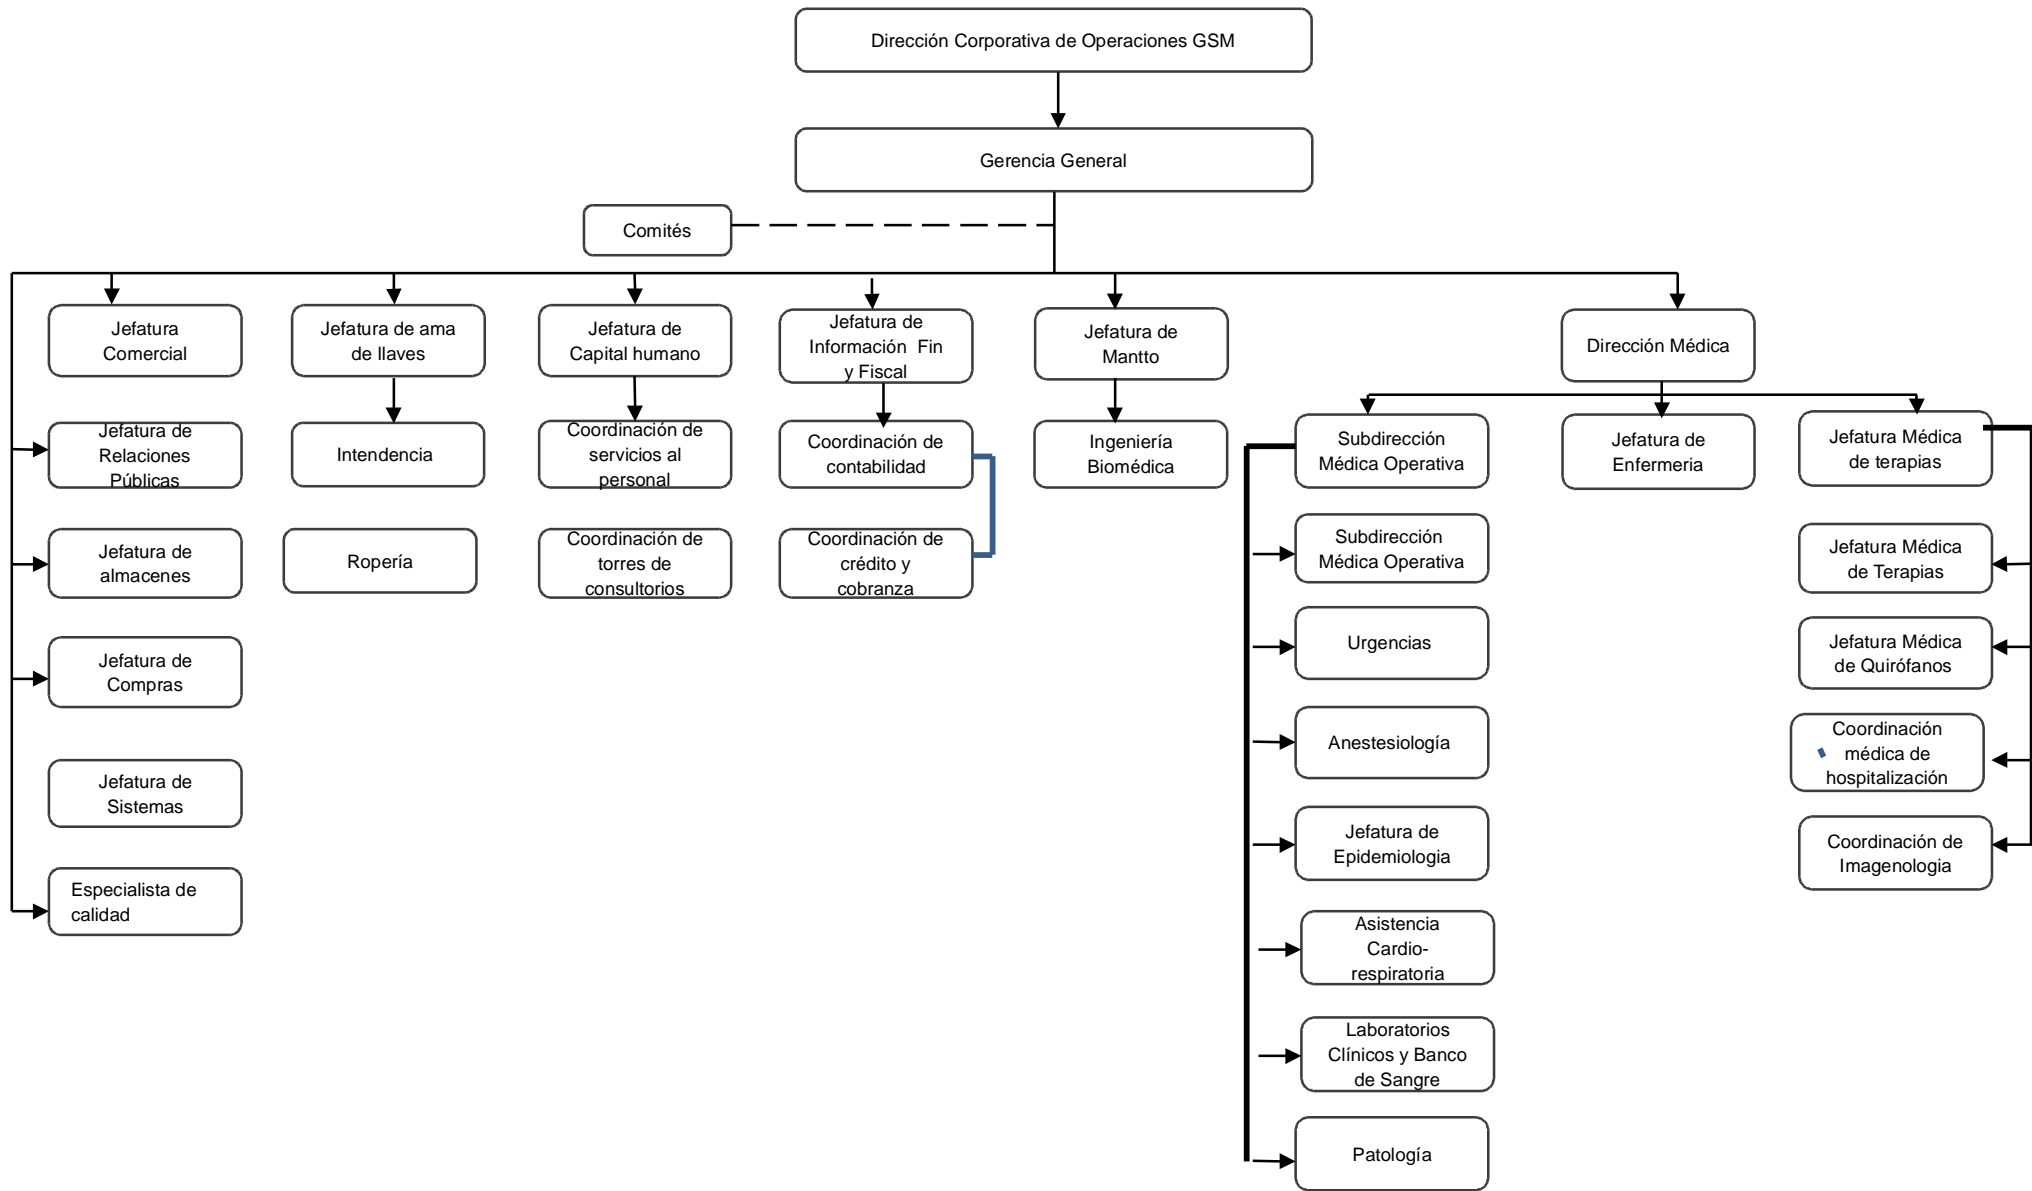 Dirección Corporativa de Operaciones GSM
Gerencia General
Comités
Jefatura
Comercial
Jefatura de ama
de llaves
Jefatura de
Capital humano
Jefatura de
Información Fin
y Fiscal
Jefatura de
Mantto
Dirección Médica
Jefatura de
Relaciones
Públicas
Intendencia
Coordinación de
servicios al
personal
Coordinación de
contabilidad
Ingeniería
Biomédica
Subdirección
Médica Operativa
Jefatura de
Enfermeria
Jefatura Médica
de terapias
Jefatura de
almacenes
Ropería
Coordinación de
torres de
consultorios
Coordinación de
crédito y
cobranza
Subdirección
Médica Operativa
Jefatura Médica
de Terapias
Jefatura de
Compras
Urgencias
Jefatura Médica
de Quirófanos
Jefatura de
Sistemas
Anestesiología
Coordinación
médica de
hospitalización
Especialista de
calidad
Jefatura de
Epidemiologia
Coordinación de
Imagenologia
Asistencia
Cardio-
respiratoria
Laboratorios
Clínicos y Banco
de Sangre
Patología